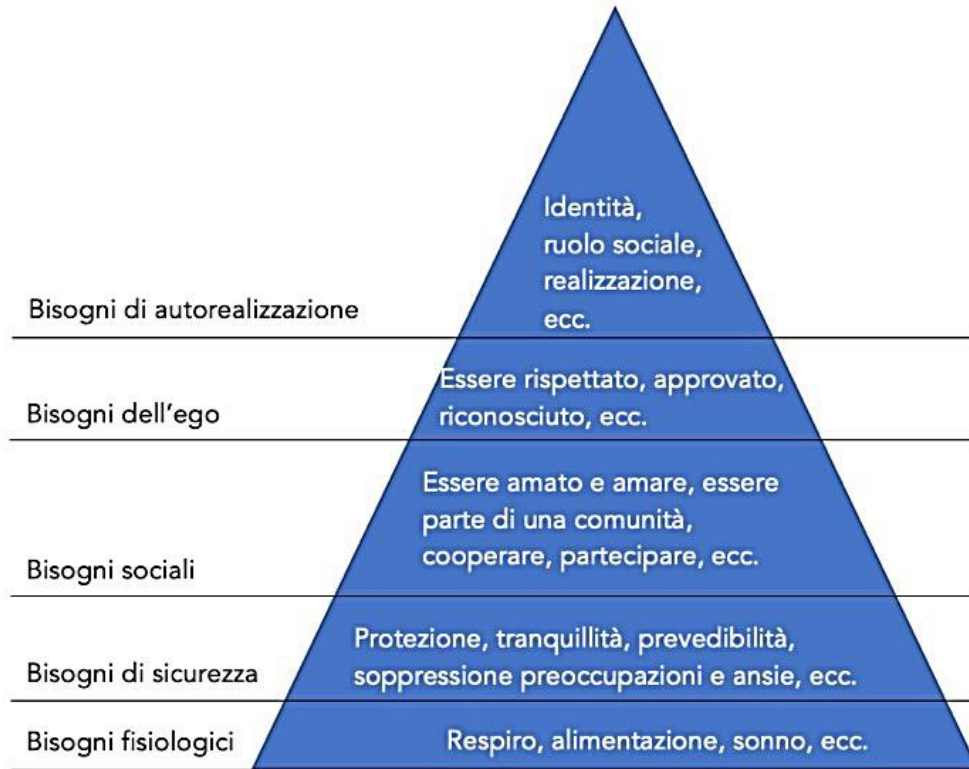 Identità,
ruolo sociale,
realizzazione,
ecc.
Bisogni di autorealizzazione
Essere rispettato, approvato,
riconosciuto, ecc.
Bisogni dell'ego
Essere amato e amare, essere
parte di una comunità,
cooperare, partecipare, ecc.
Bisogni sociali
Protezione, tranquillità, prevedibilità,
soppressione preoccupazioni e ansie, ecc.
Bisogni di sicurezza
Bisogni fisiologici
Respiro, alimentazione, sonno, ecc.